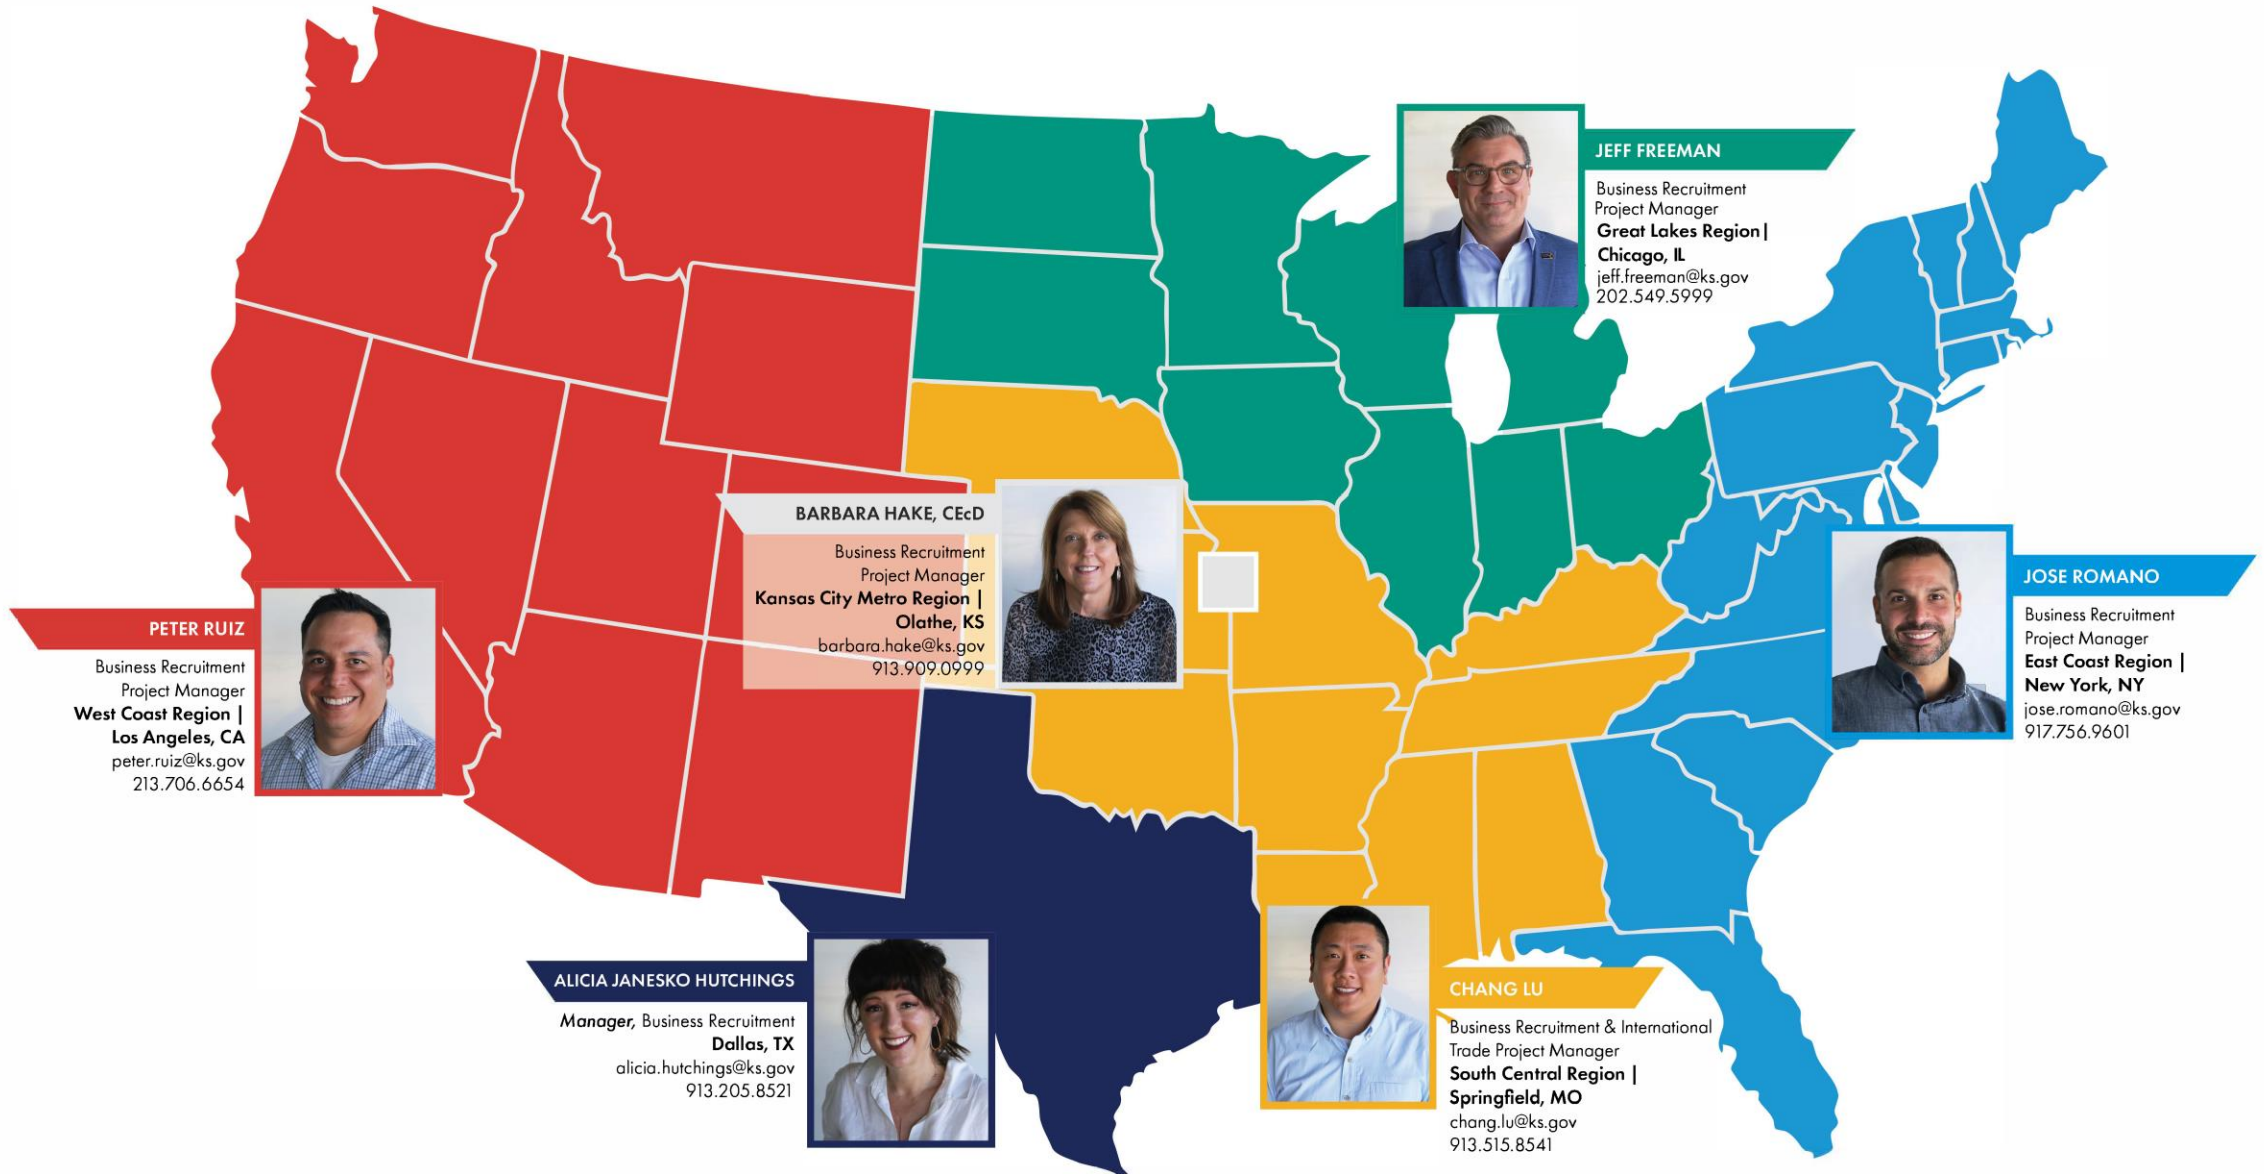 JEFF FREEMAN
Business Recruitment
Project Manager
Great Lakes Region|
Chicago, IL
jeff.freeman@ks.gov
202.549.5999
BARBARA HAKE, CEcD
Business Recruitment
Project Manager
Kansas City Metro Region |
Olathe, KS
barbara.hake@ks.gov
913.909.0999
JOSE ROMANO
Business Recruitment
Project Manager
East Coast Region |
New York, NY
jose.romano@ks.gov
917.756.9601
PETER RUIZ
Business Recruitment
Project Manager
West Coast Region |
Los Angeles, CA
peter.ruiz@ks.gov
213.706.6654
ALICIA JANESKO HUTCHINGS
Manager, Business Recruitment
Dallas, TX
alicia.hutchings@ks.gov
913.205.8521
CHANG LU
Business Recruitment & International
Trade Project Manager
South Central Region |
Springfield, MO
chang.lu@ks.gov
913.515.8541